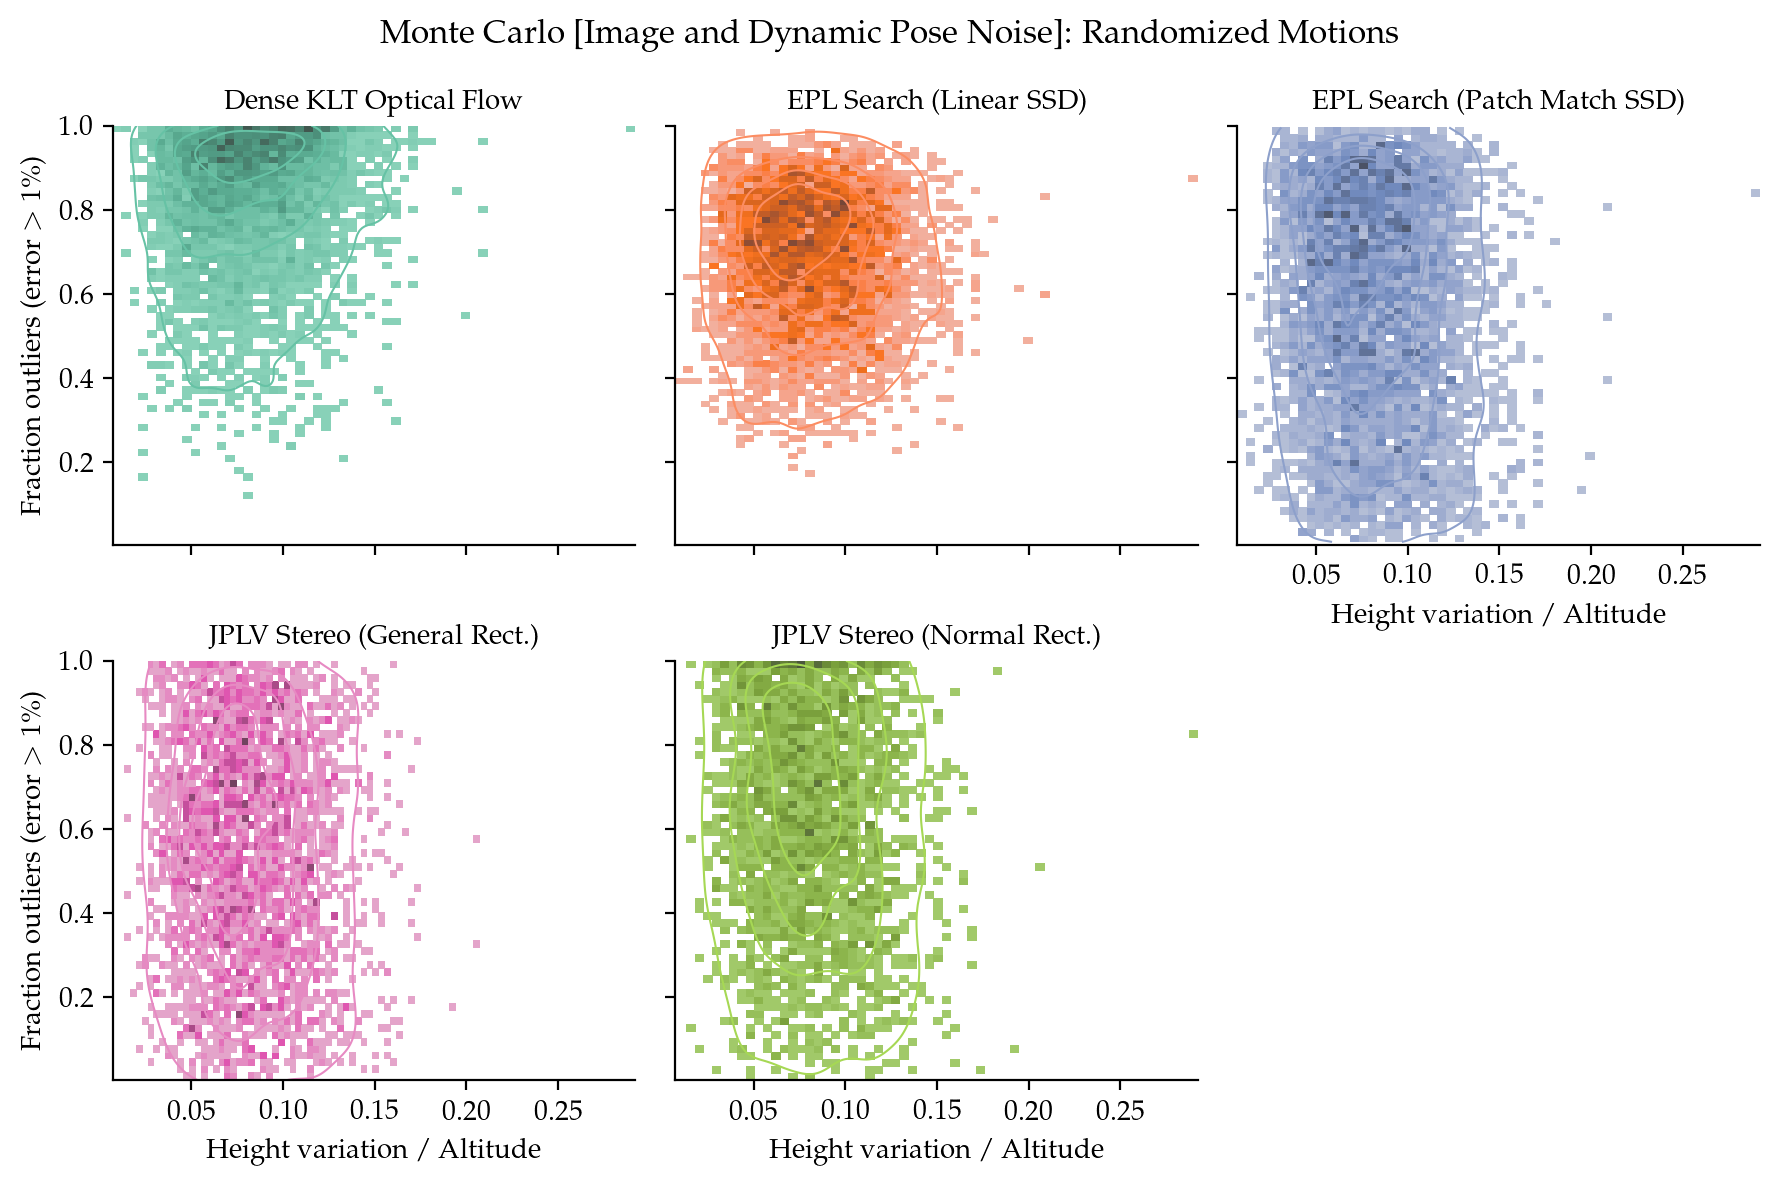 Monte Carlo [Image and Dynamic Pose Noise]: Randomized Motions
Dense KLT Optical Flow
EPL Search (Linear SSD)
EPL Search (Patch Match SSD)
Fraction outliers (error > 1%)
1.0
0.8
0.6
0.4
0.2
0.05 0.10 0.15 0.20 0.25
Height variation / Altitude
JPLV Stereo (General Rect.)
JPLV Stereo (Normal Rect.)
Fraction outliers (error > 1%)
1.0
0.8
0.6
0.4
0.2
0.05 0.10 0.15 0.20 0.25
Height variation / Altitude
0.05 0.10 0.15 0.20 0.25
Height variation / Altitude